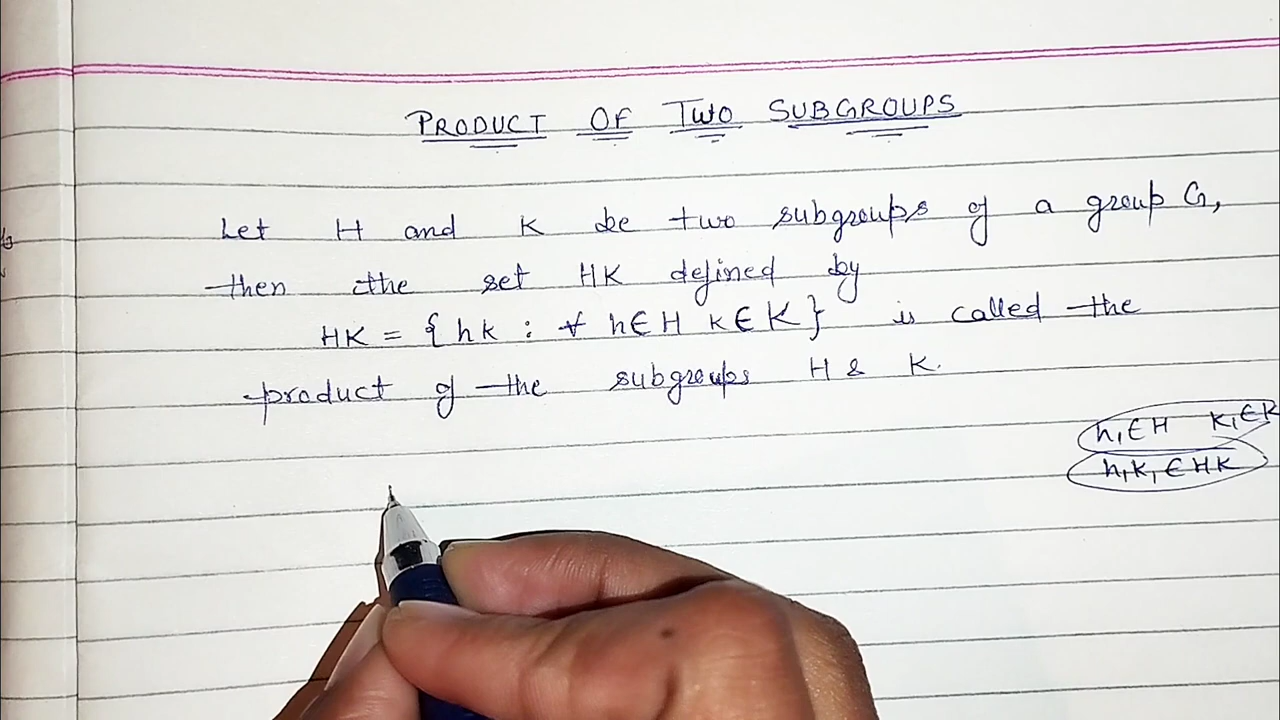 PRODUCT OF TWO SUBGROUPS
Let H and K be two subgroups of a group G,
then the set HK defined by
HK = { hk : ∀ h∈H k∈K } is called the
product of the subgroups H & K.
h₁∈H k₁∈K
h₁k₁∈HK